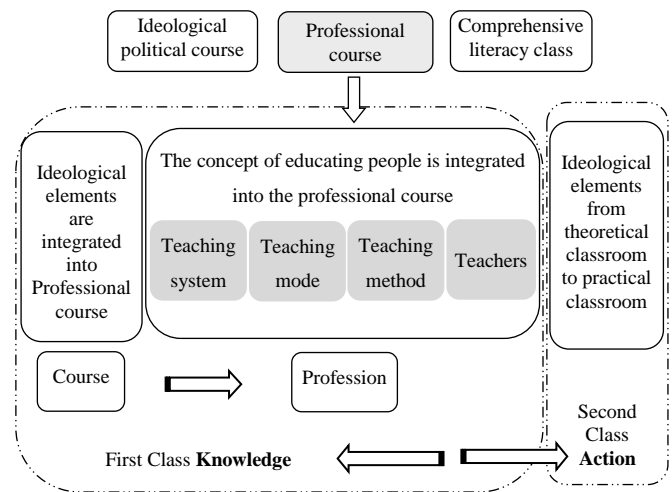 Ideological
political course
Professional
course
Comprehensive
literacy class
Ideological
elements
are
integrated
into
Professional
course
The concept of educating people is integrated
into the professional course
Teaching
system
Teaching
mode
Teaching
method
Teachers
Ideological
elements
from
theoretical
classroom
to practical
classroom
Course
Profession
First Class Knowledge
Second
Class
Action